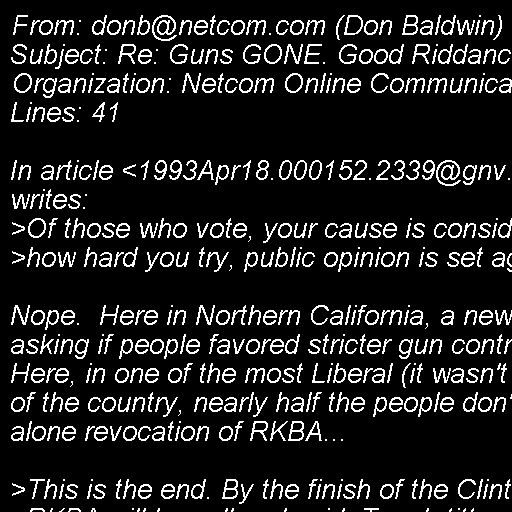 From: donb@netcom.com (Don Baldwin)
Subject: Re: Guns GONE. Good Riddanc
Organization: Netcom Online Communica
Lines: 41
In article <1993Apr18.000152.2339@gnv.
writes:
>Of those who vote, your cause is consid
>how hard you try, public opinion is set ag
Nope.  Here in Northern California, a new
asking if people favored stricter gun contr
Here, in one of the most Liberal (it wasn't
of the country, nearly half the people don'
alone revocation of RKBA...
>This is the end. By the finish of the Clint